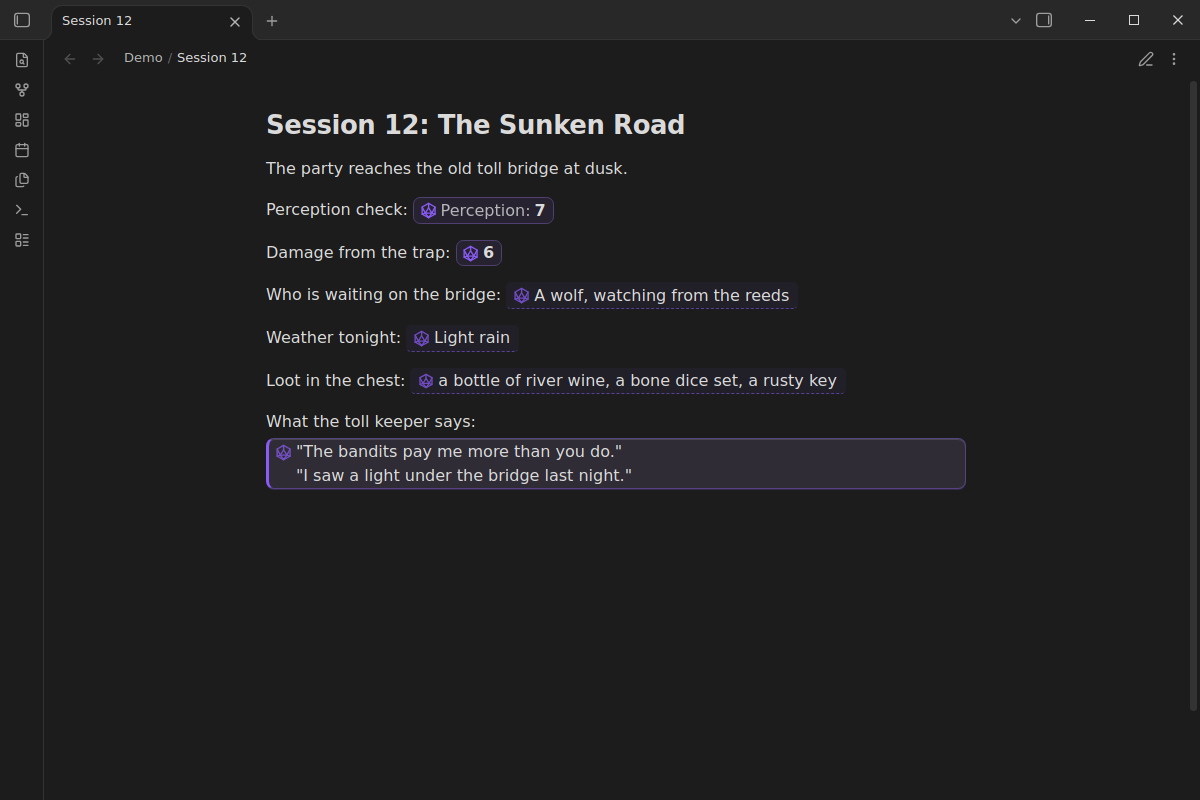 Session 12
Demo / Session 12
Session 12: The Sunken Road
The party reaches the old toll bridge at dusk.
Perception check: Perception: 7
Damage from the trap: 6
Who is waiting on the bridge: A wolf, watching from the reeds
Weather tonight: Light rain
Loot in the chest: a bottle of river wine, a bone dice set, a rusty key
What the toll keeper says:
"The bandits pay me more than you do."
"I saw a light under the bridge last night."